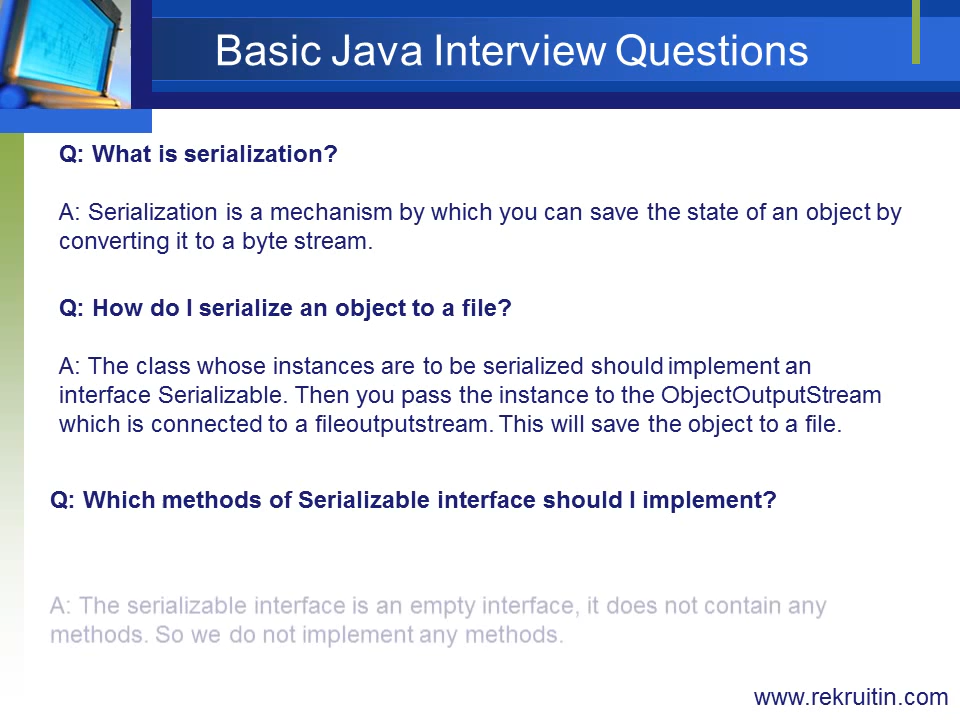 Basic Java Interview Questions
Q: What is serialization?
A: Serialization is a mechanism by which you can save the state of an object by
converting it to a byte stream.
Q: How do I serialize an object to a file?
A: The class whose instances are to be serialized should implement an
interface Serializable. Then you pass the instance to the ObjectOutputStream
which is connected to a fileoutputstream. This will save the object to a file.
Q: Which methods of Serializable interface should I implement?
A: The serializable interface is an empty interface, it does not contain any
methods. So we do not implement any methods.
www.rekruitin.com